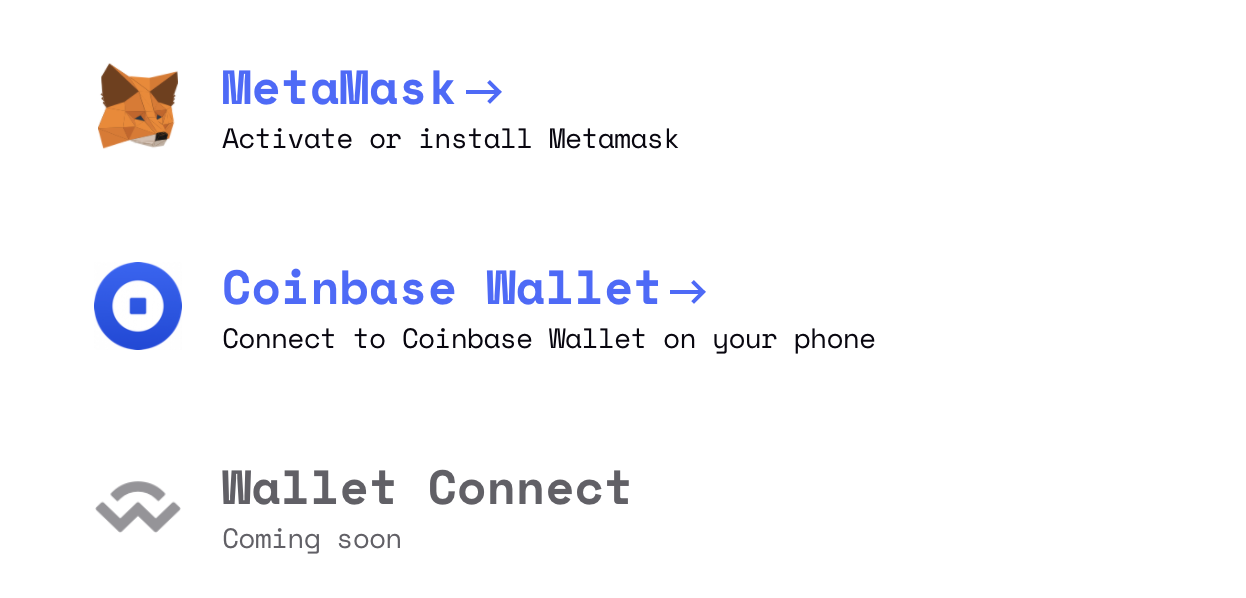 MetaMask→
Activate or install Metamask
Coinbase Wallet→
Connect to Coinbase Wallet on your phone
Wallet Connect
Coming soon